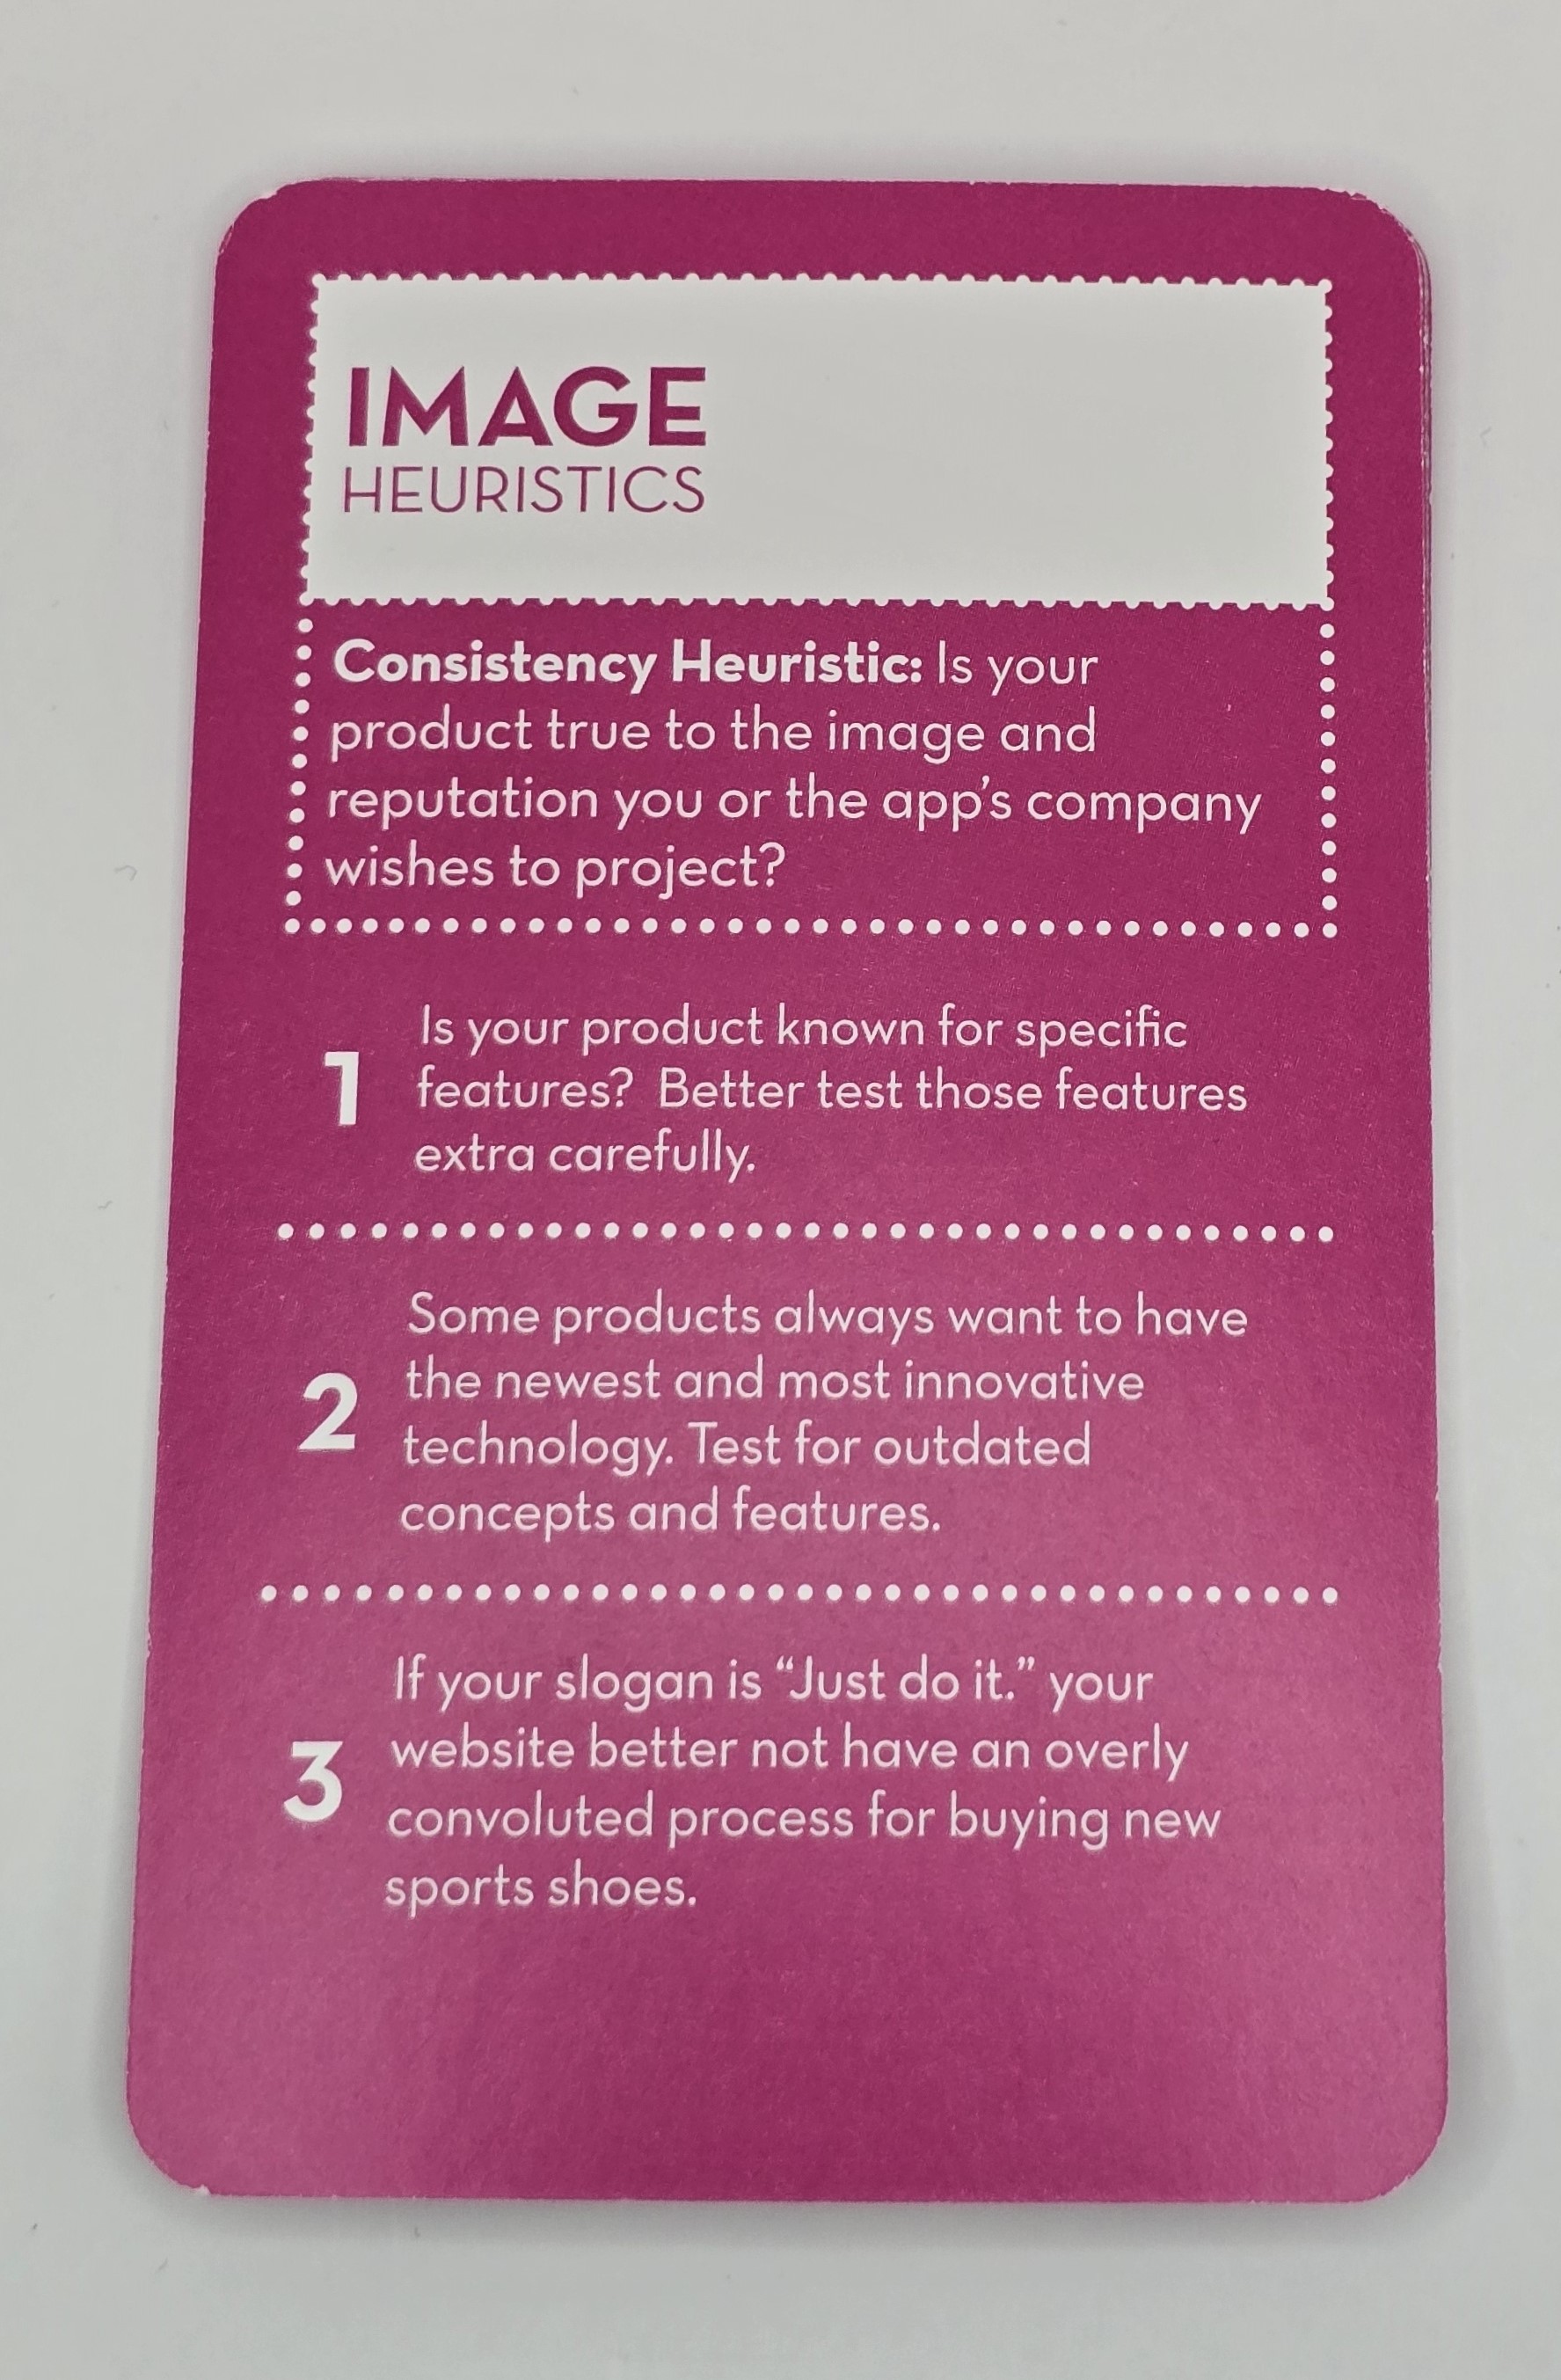 IMAGE
HEURISTICS
Consistency Heuristic: Is your
product true to the image and
reputation you or the app’s company
wishes to project?
1
Is your product known for specific
features?  Better test those features
extra carefully.
2
Some products always want to have
the newest and most innovative
technology. Test for outdated
concepts and features.
3
If your slogan is “Just do it.” your
website better not have an overly
convoluted process for buying new
sports shoes.